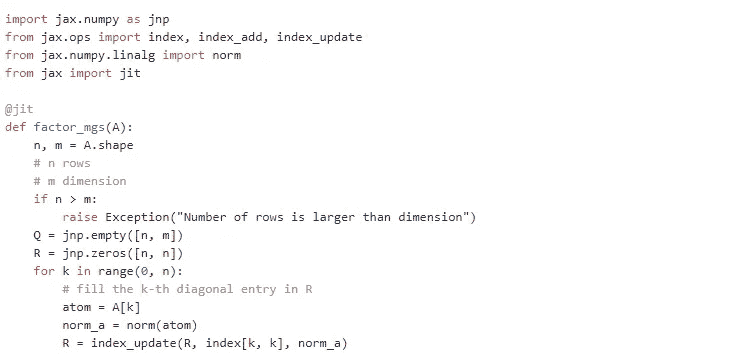 import jax.numpy as jnp
from jax.ops import index, index_add, index_update
from jax.numpy.linalg import norm
from jax import jit

@jit
def factor_mgs(A):
    n, m = A.shape
    # n rows
    # m dimension
    if n > m:
        raise Exception("Number of rows is larger than dimension")
    Q = jnp.empty([n, m])
    R = jnp.zeros([n, n])
    for k in range(0, n):
        # fill the k-th diagonal entry in R
        atom = A[k]
        norm_a = norm(atom)
        R = index_update(R, index[k, k], norm_a)